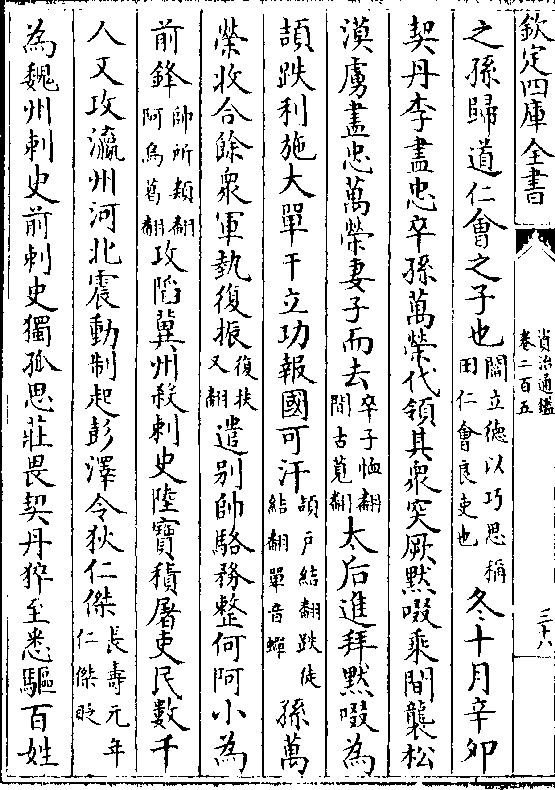 欽定四庫全書
資治通鑑
卷二百五
三十八
之孫歸道仁會之子也閻立德以巧思稱田仁會良吏也冬十月辛卯
契丹李盡忠卒孫萬榮代領其衆突厥默啜乘間襲松
漠虜盡忠萬榮妻子而去卒子恤翻間古莧翻太后進拜默啜為
頡跌利施大單于立功報國可汗頡户結翻跌徒結翻單音蟬孫萬
榮收合餘衆軍執復振復扶又翻遣别帥駱務整何阿小為
前鋒帥所類翻阿烏葛翻攻陷冀州殺刺史陸寶積屠吏民數千
人又攻瀛州河北震動制起彭澤令狄仁傑長壽元年仁傑貶
為魏州刺史前刺史獨孤思莊畏契丹猝至悉驅百姓